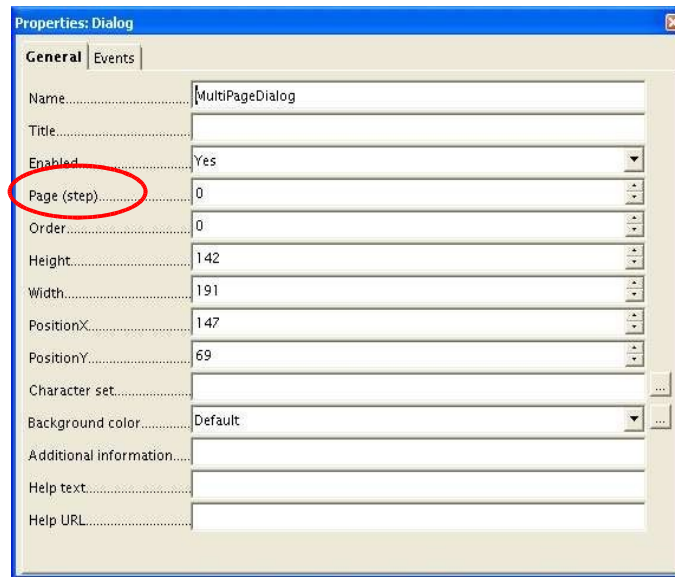 Properties: Dialog
General Events
Name.............................. MultiPageDialog
Title................................
Enabled......................... Yes
Page (step)..................... 0
Order.............................. 0
Height............................ 142
Width.............................. 191
PositionX....................... 147
PositionY....................... 69
Character set................... ...
Background color............ Default ...
Additional information.....
Help text.........................
Help URL.........................